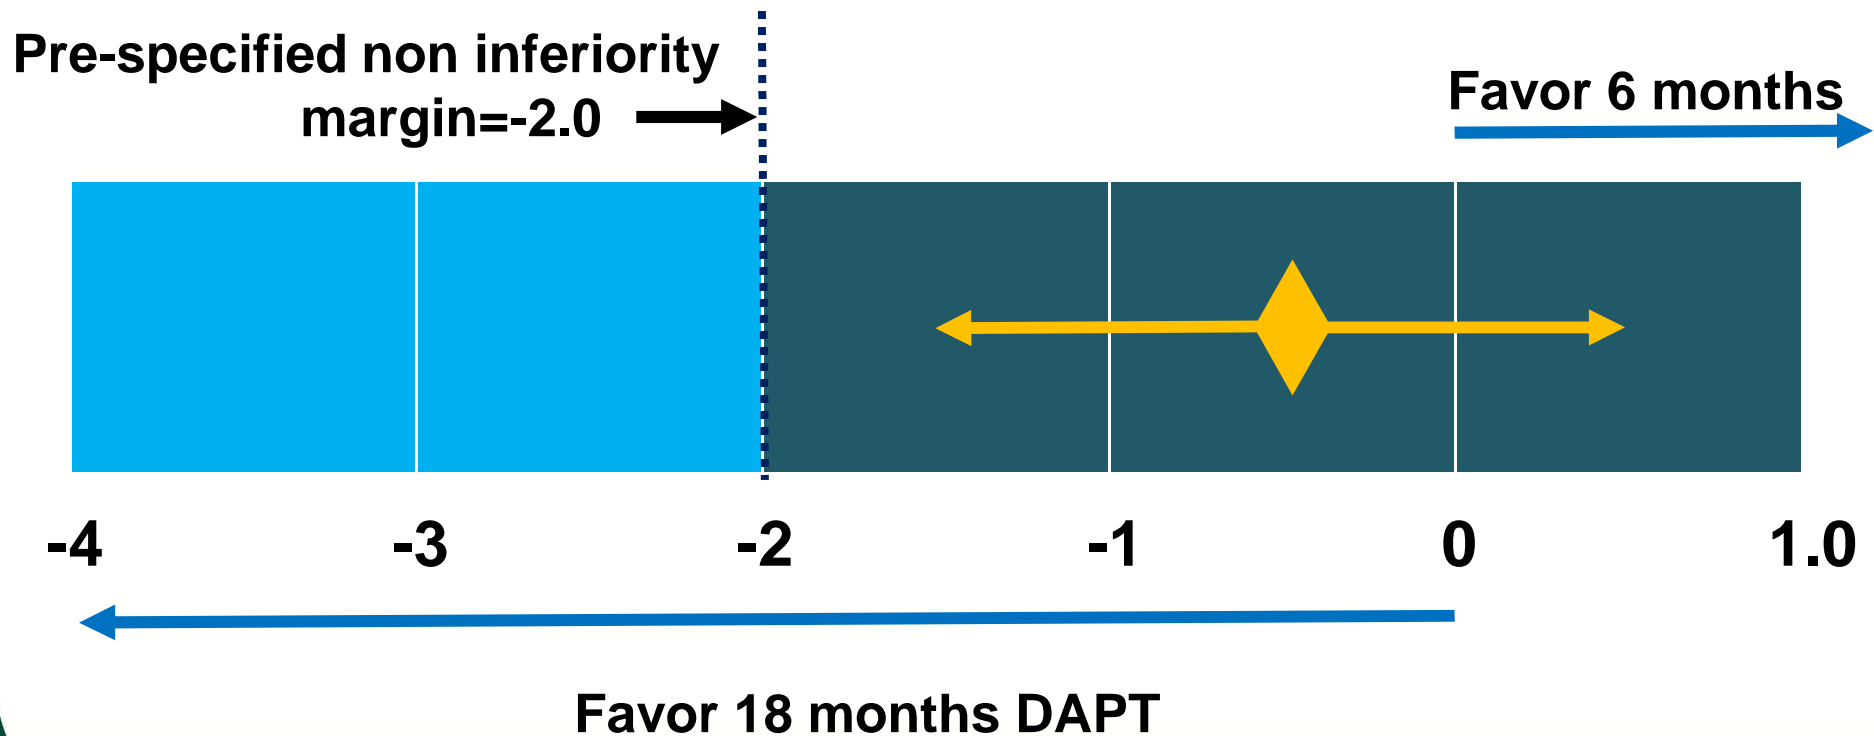 Pre-specified non inferiority
margin=-2.0
Favor 6 months
-4 -3 -2 -1 0 1.0
Favor 18 months DAPT